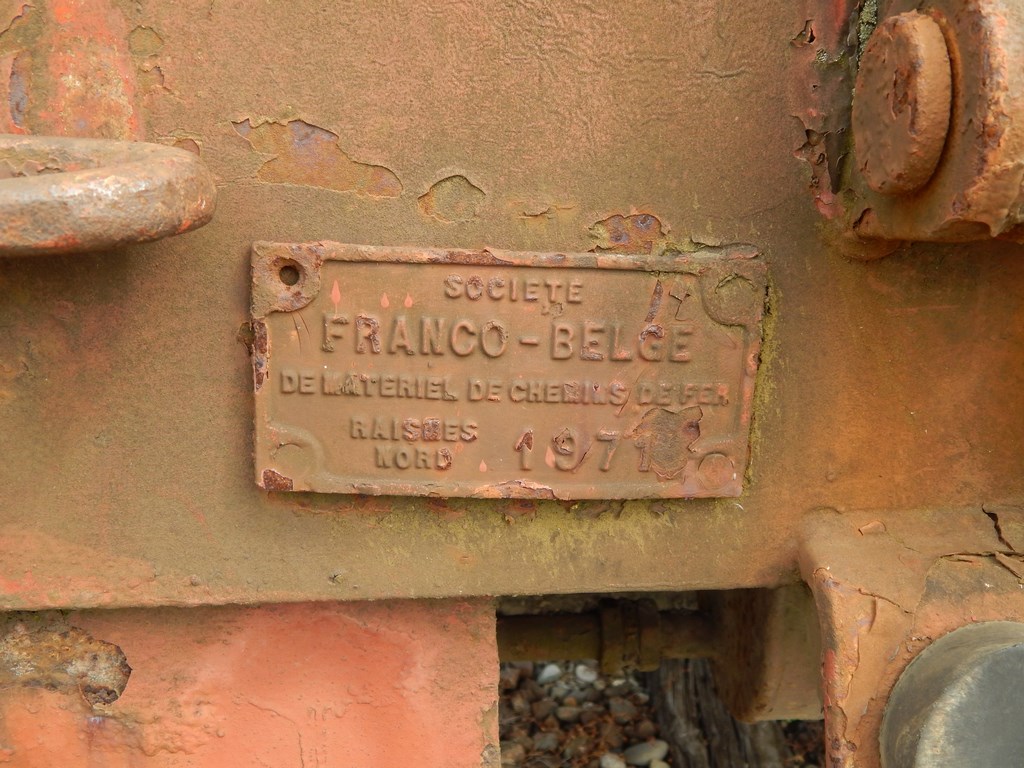 SOCIETE
FRANCO-BELGE
DE MATERIEL DE CHEMINS DE FER
RAISMES
NORD 1971